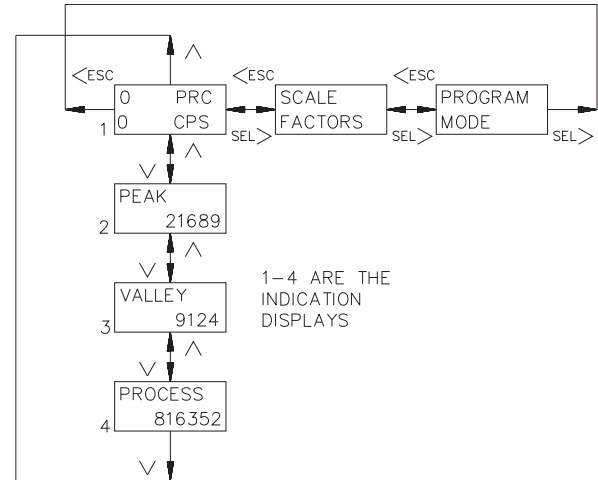 ∧
<ESC <ESC <ESC
0 PRC
0 CPS
1
SCALE
FACTORS
PROGRAM
MODE
SEL> SEL> SEL>
∧
∨
PEAK
21689
2
∧
∨
VALLEY
9124
3
1-4 ARE THE
INDICATION
DISPLAYS
∧
∨
PROCESS
816352
4
∨